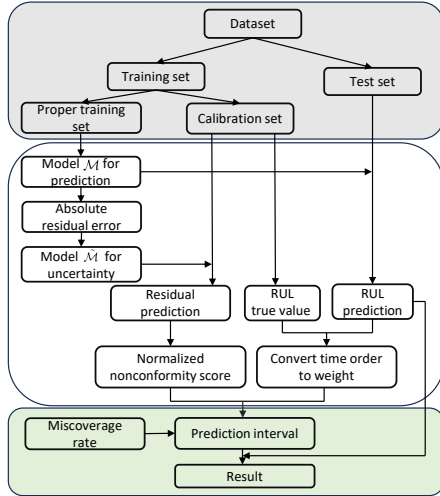 Dataset
Training set
Test set
Proper training
set
Calibration set
Model ℳ for
prediction
Absolute
residual error
Model ℳ̃ for
uncertainty
Residual
prediction
RUL
true value
RUL
prediction
Normalized
nonconformity score
Convert time order
to weight
Miscoverage
rate
Prediction interval
Result